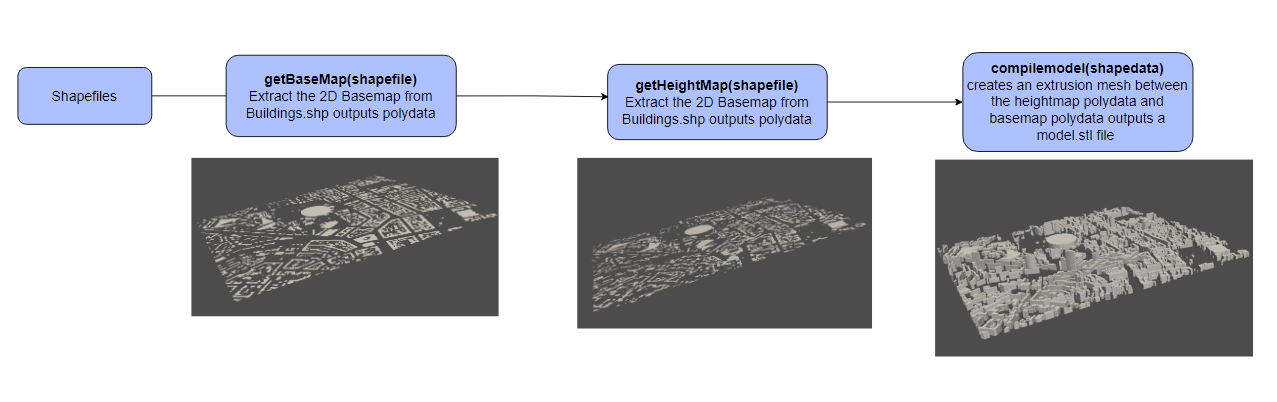 Shapefiles
getBaseMap(shapefile)
Extract the 2D Basemap from
Buildings.shp outputs polydata
getHeightMap(shapefile)
Extract the 2D Basemap from
Buildings.shp outputs polydata
compilemodel(shapedata)
creates an extrusion mesh between
the heightmap polydata and
basemap polydata outputs a
model.stl file